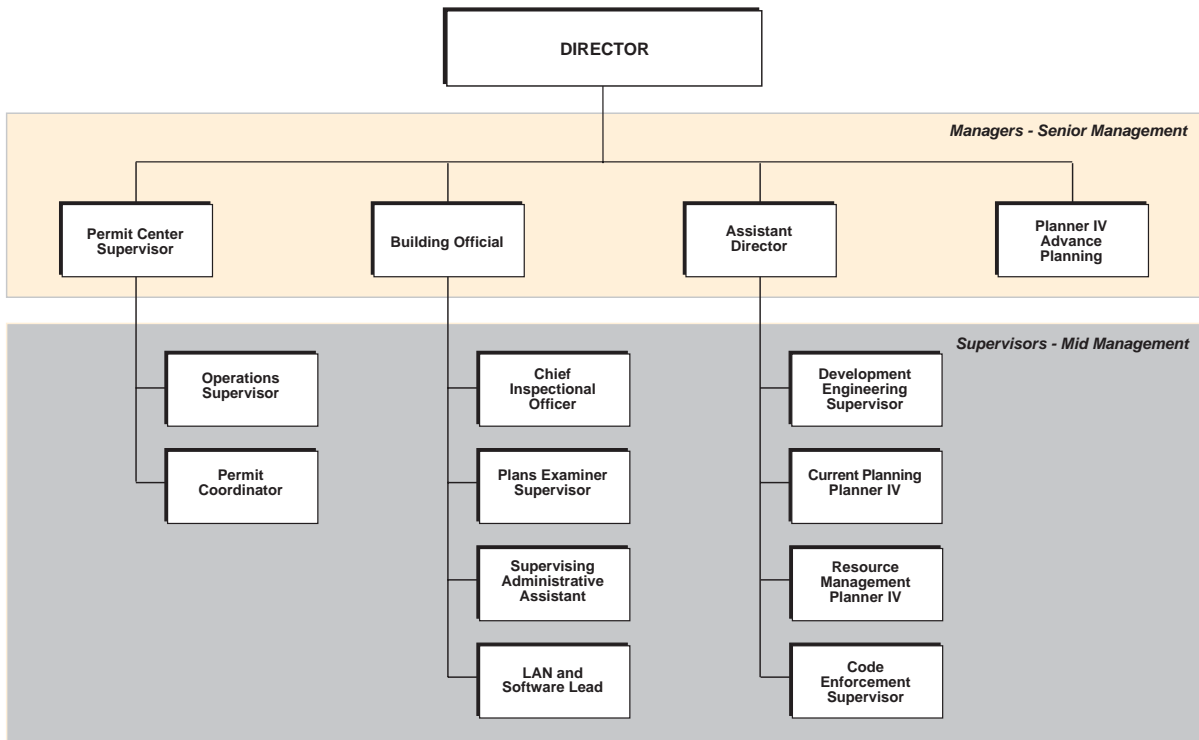 DIRECTOR
Managers - Senior Management
Permit Center
Supervisor
Building Official
Assistant
Director
Planner IV
Advance
Planning
Supervisors - Mid Management
Operations
Supervisor
Permit
Coordinator
Chief
Inspectional
Officer
Plans Examiner
Supervisor
Supervising
Administrative
Assistant
LAN and
Software Lead
Development
Engineering
Supervisor
Current Planning
Planner IV
Resource
Management
Planner IV
Code
Enforcement
Supervisor